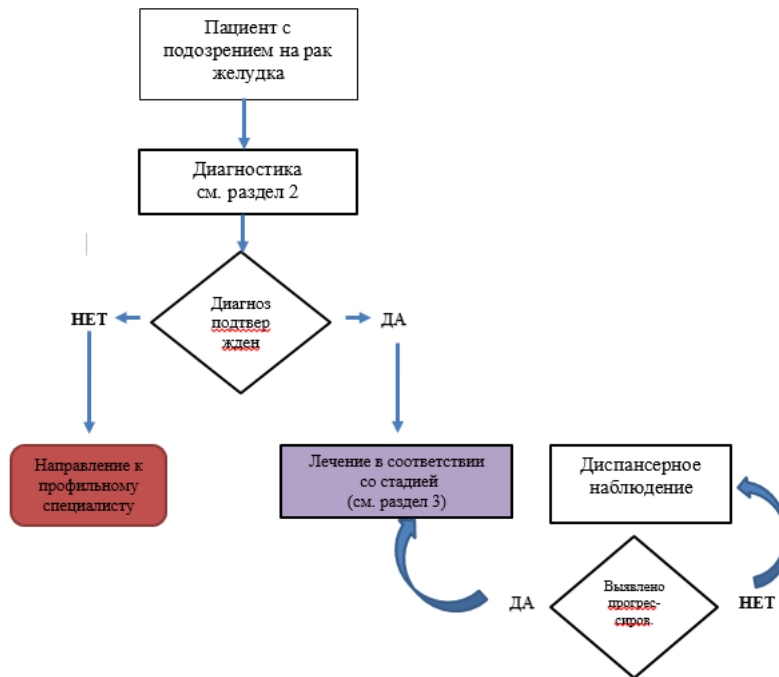 Пациент с
подозрением на рак
желудка
Диагностика
см. раздел 2
Диагноз
подтвер
жден
НЕТ
ДА
Направление к
профильному
специалисту
Лечение в соответствии
со стадией
(см. раздел 3)
Диспансерное
наблюдение
Выявлено
прогрес-
сиров.
ДА
НЕТ